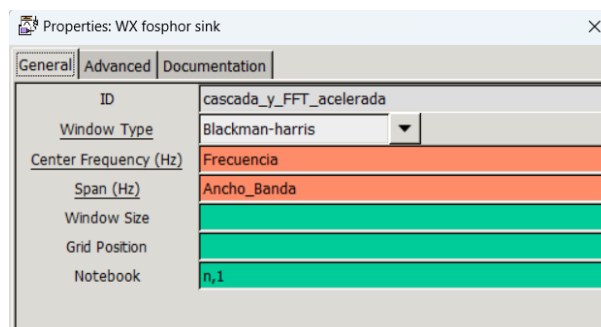 Properties: WX fosphor sink
General Advanced Documentation
ID cascada_y_FFT_acelerada
Window Type Blackman-harris
Center Frequency (Hz) Frecuencia
Span (Hz) Ancho_Banda
Window Size
Grid Position
Notebook n,1